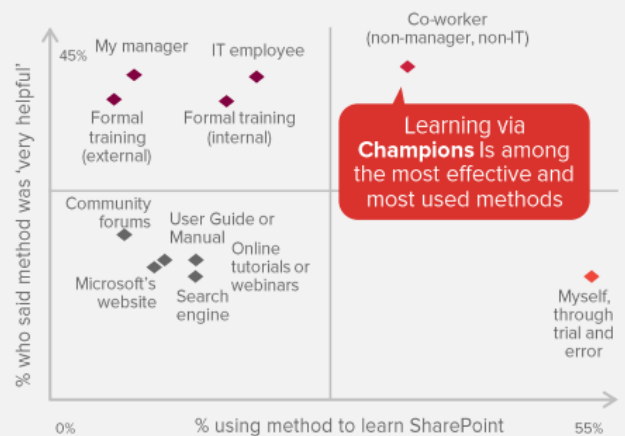 % who said method was 'very helpful'
45%
My manager
IT employee
Co-worker
(non-manager, non-IT)
Formal
training
(external)
Formal training
(internal)
Learning via
Champions Is among
the most effective and
most used methods
Community
forums
User Guide or
Manual
Online
tutorials or
webinars
Microsoft's
website
Search
engine
Myself,
through
trial and
error
0%
% using method to learn SharePoint
55%